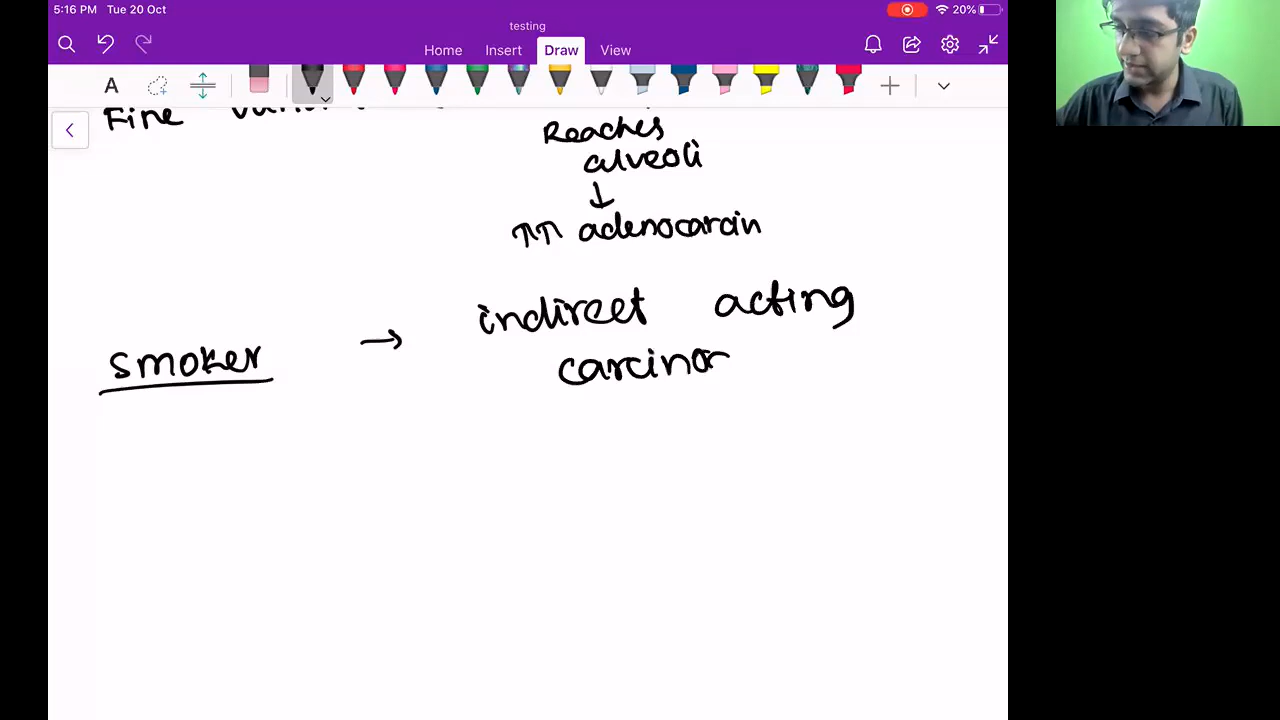 5:16 PM Tue 20 Oct
20%
testing
Home Insert Draw View
A
Fine
Reaches
alveoli
↓
↑↑ adenocarcin
indirect acting
smoker →
carcino